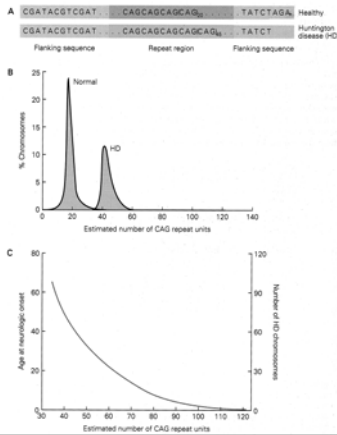 A
CGATACGTCGAT.....CAGCAGCAGCAG.....TATCTAGA Healthy
CGATACGTCGAT.....CAGCAGCAGCAGCAG.....TATCT Huntington
disease (HD
Flanking sequence Repeat region Flanking sequence
B
25
20
15
10
5
0
% Chromosomes
Normal
HD
0 20 40 60 80 100 120 140
Estimated number of CAG repeat units
C
80
60
40
20
0
Age at neurologic onset
120
90
60
30
0
Number of HD chromosomes
30 40 50 60 70 80 90 100 110 120
Estimated number of CAG repeat units